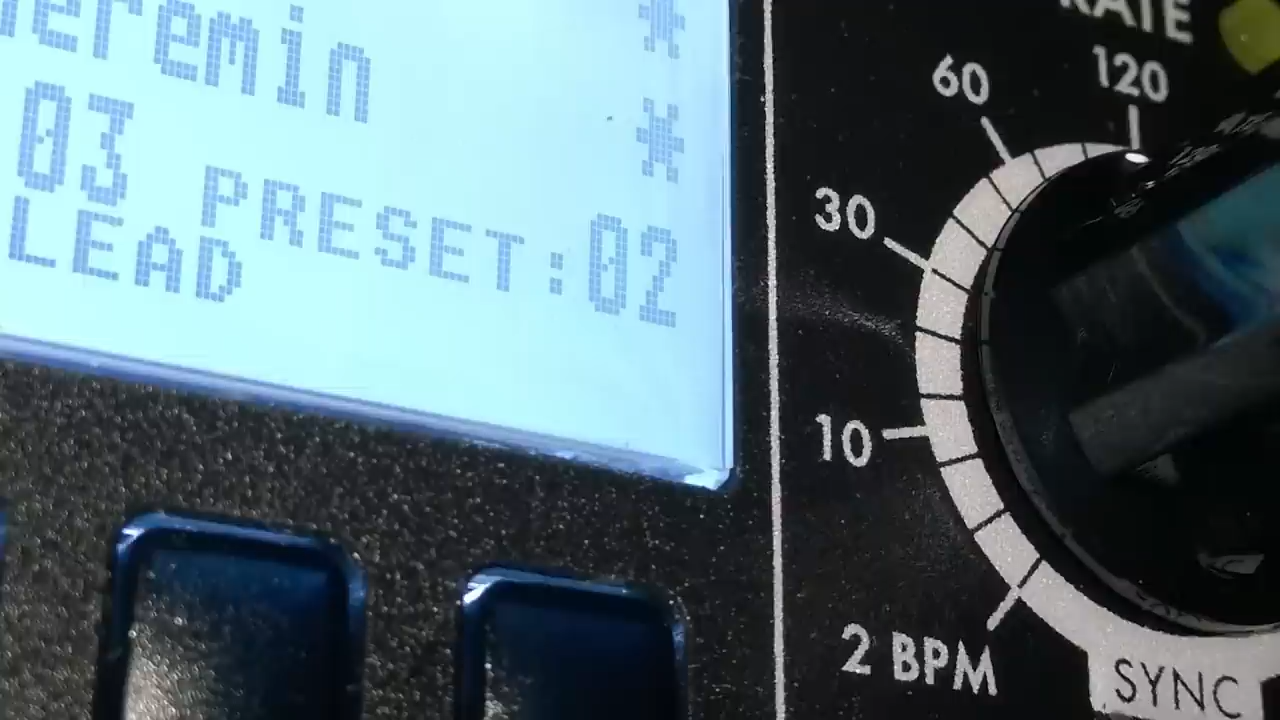 eremin *
03 *
PRESET:02
LEAD
RATE
120
60
30
10
2 BPM
SYNC